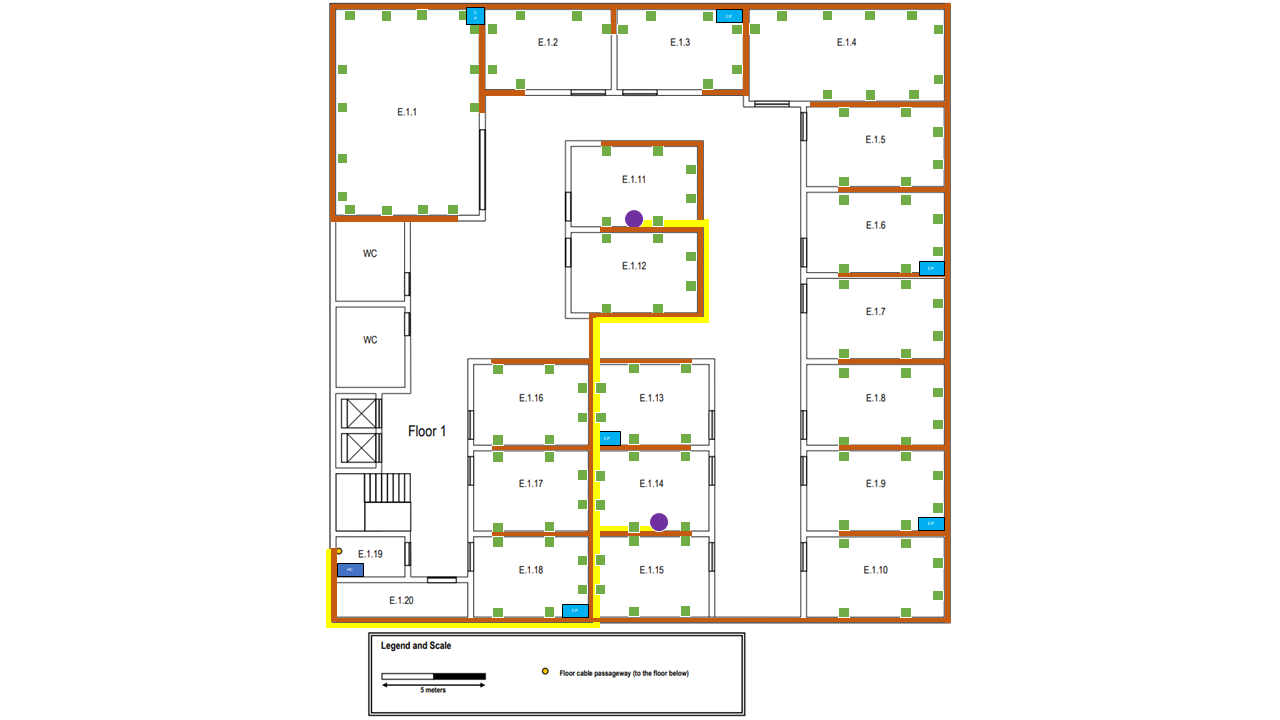 C
P
CP
E.1.2
E.1.3
E.1.4
E.1.1
E.1.5
E.1.11
E.1.6
WC
E.1.12
CP
E.1.7
WC
E.1.16
E.1.13
E.1.8
Floor 1
CP
E.1.17
E.1.14
E.1.9
CP
E.1.19
HC
E.1.18
E.1.15
E.1.10
E.1.20
CP
Legend and Scale
5 meters
Floor cable passageway (to the floor below)